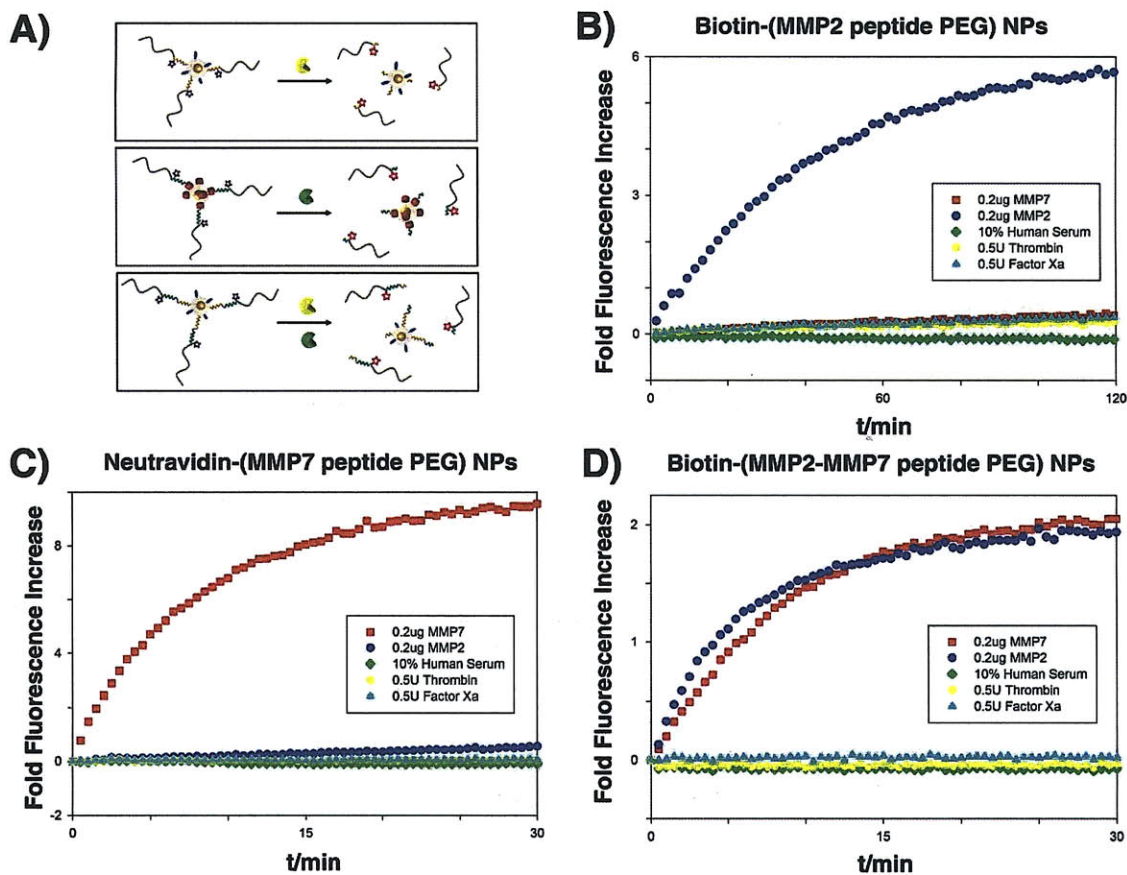 A)
B)
Biotin-(MMP2 peptide PEG) NPs
Fold Fluorescence Increase
6
3
0
0.2ug MMP7
0.2ug MMP2
10% Human Serum
0.5U Thrombin
0.5U Factor Xa
0
60
120
t/min
C)
Neutravidin-(MMP7 peptide PEG) NPs
Fold Fluorescence Increase
8
4
0
-2
0.2ug MMP7
0.2ug MMP2
10% Human Serum
0.5U Thrombin
0.5U Factor Xa
0
15
30
t/min
D)
Biotin-(MMP2-MMP7 peptide PEG) NPs
Fold Fluorescence Increase
2
1
0
0.2ug MMP7
0.2ug MMP2
10% Human Serum
0.5U Thrombin
0.5U Factor Xa
0
15
30
t/min